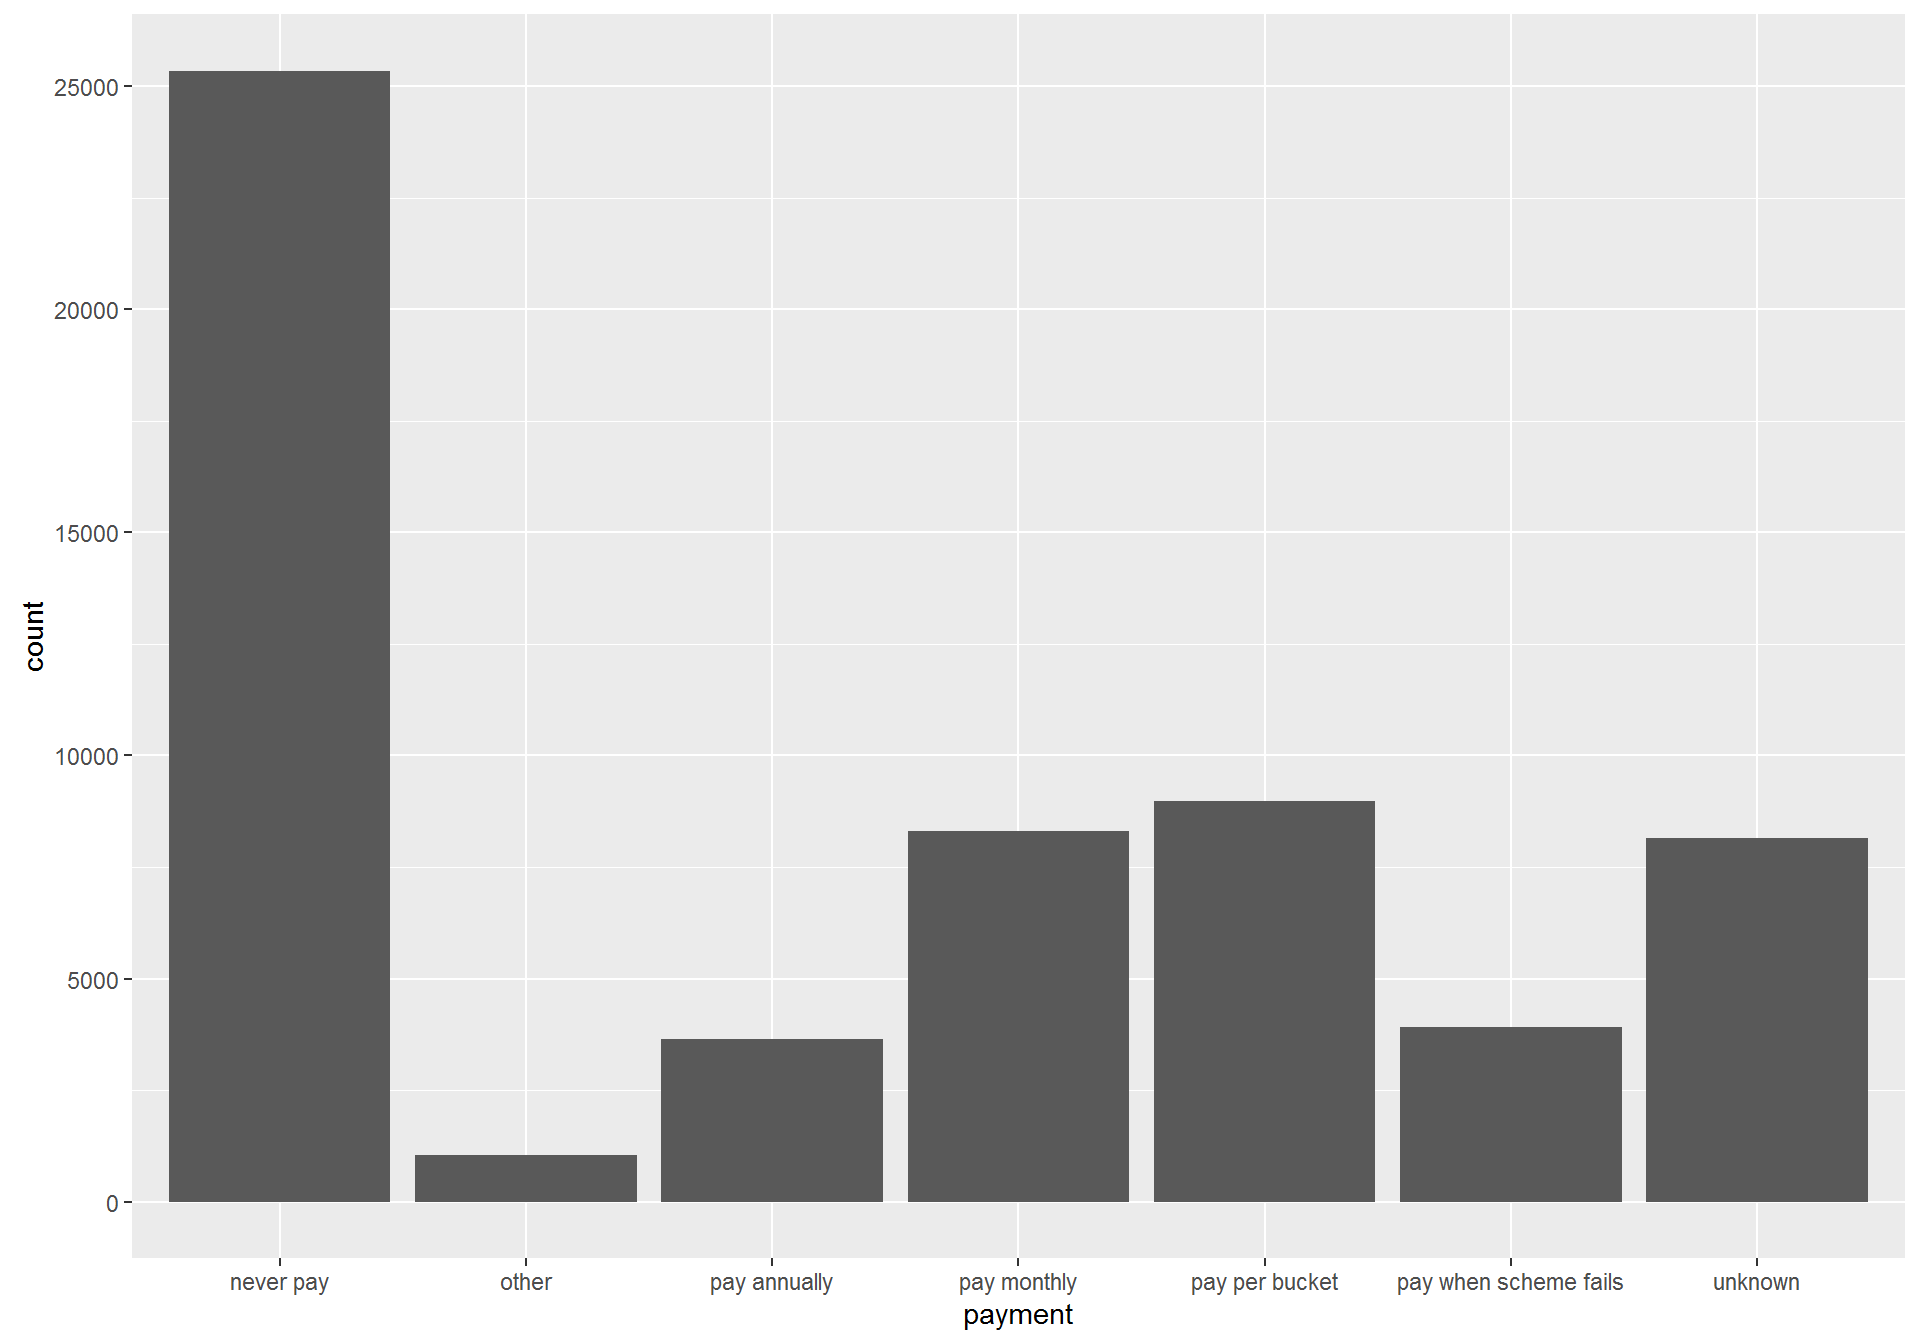 25000
20000
15000
10000
5000
0
count
never pay other pay annually pay monthly pay per bucket pay when scheme fails unknown
payment